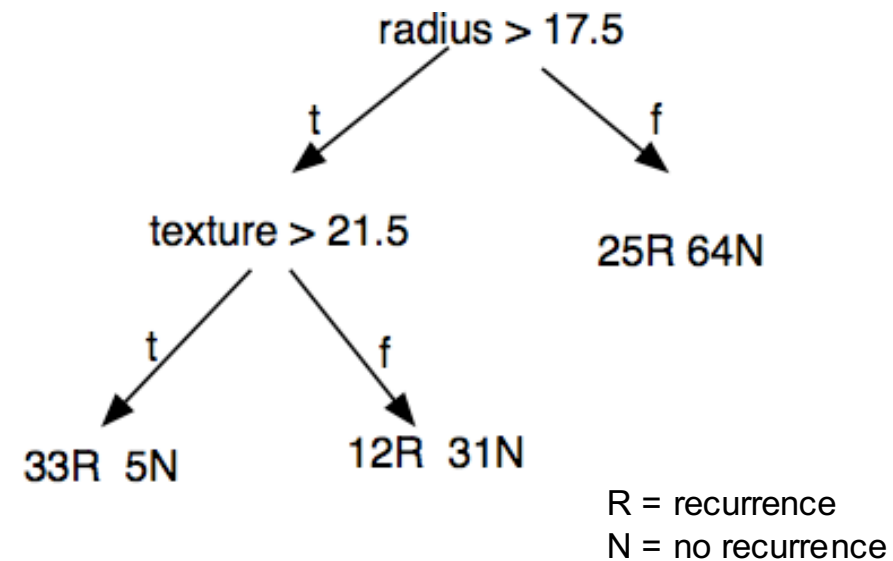 radius > 17.5
t
f
texture > 21.5
25R 64N
t
f
33R 5N
12R 31N
R = recurrence
N = no recurrence